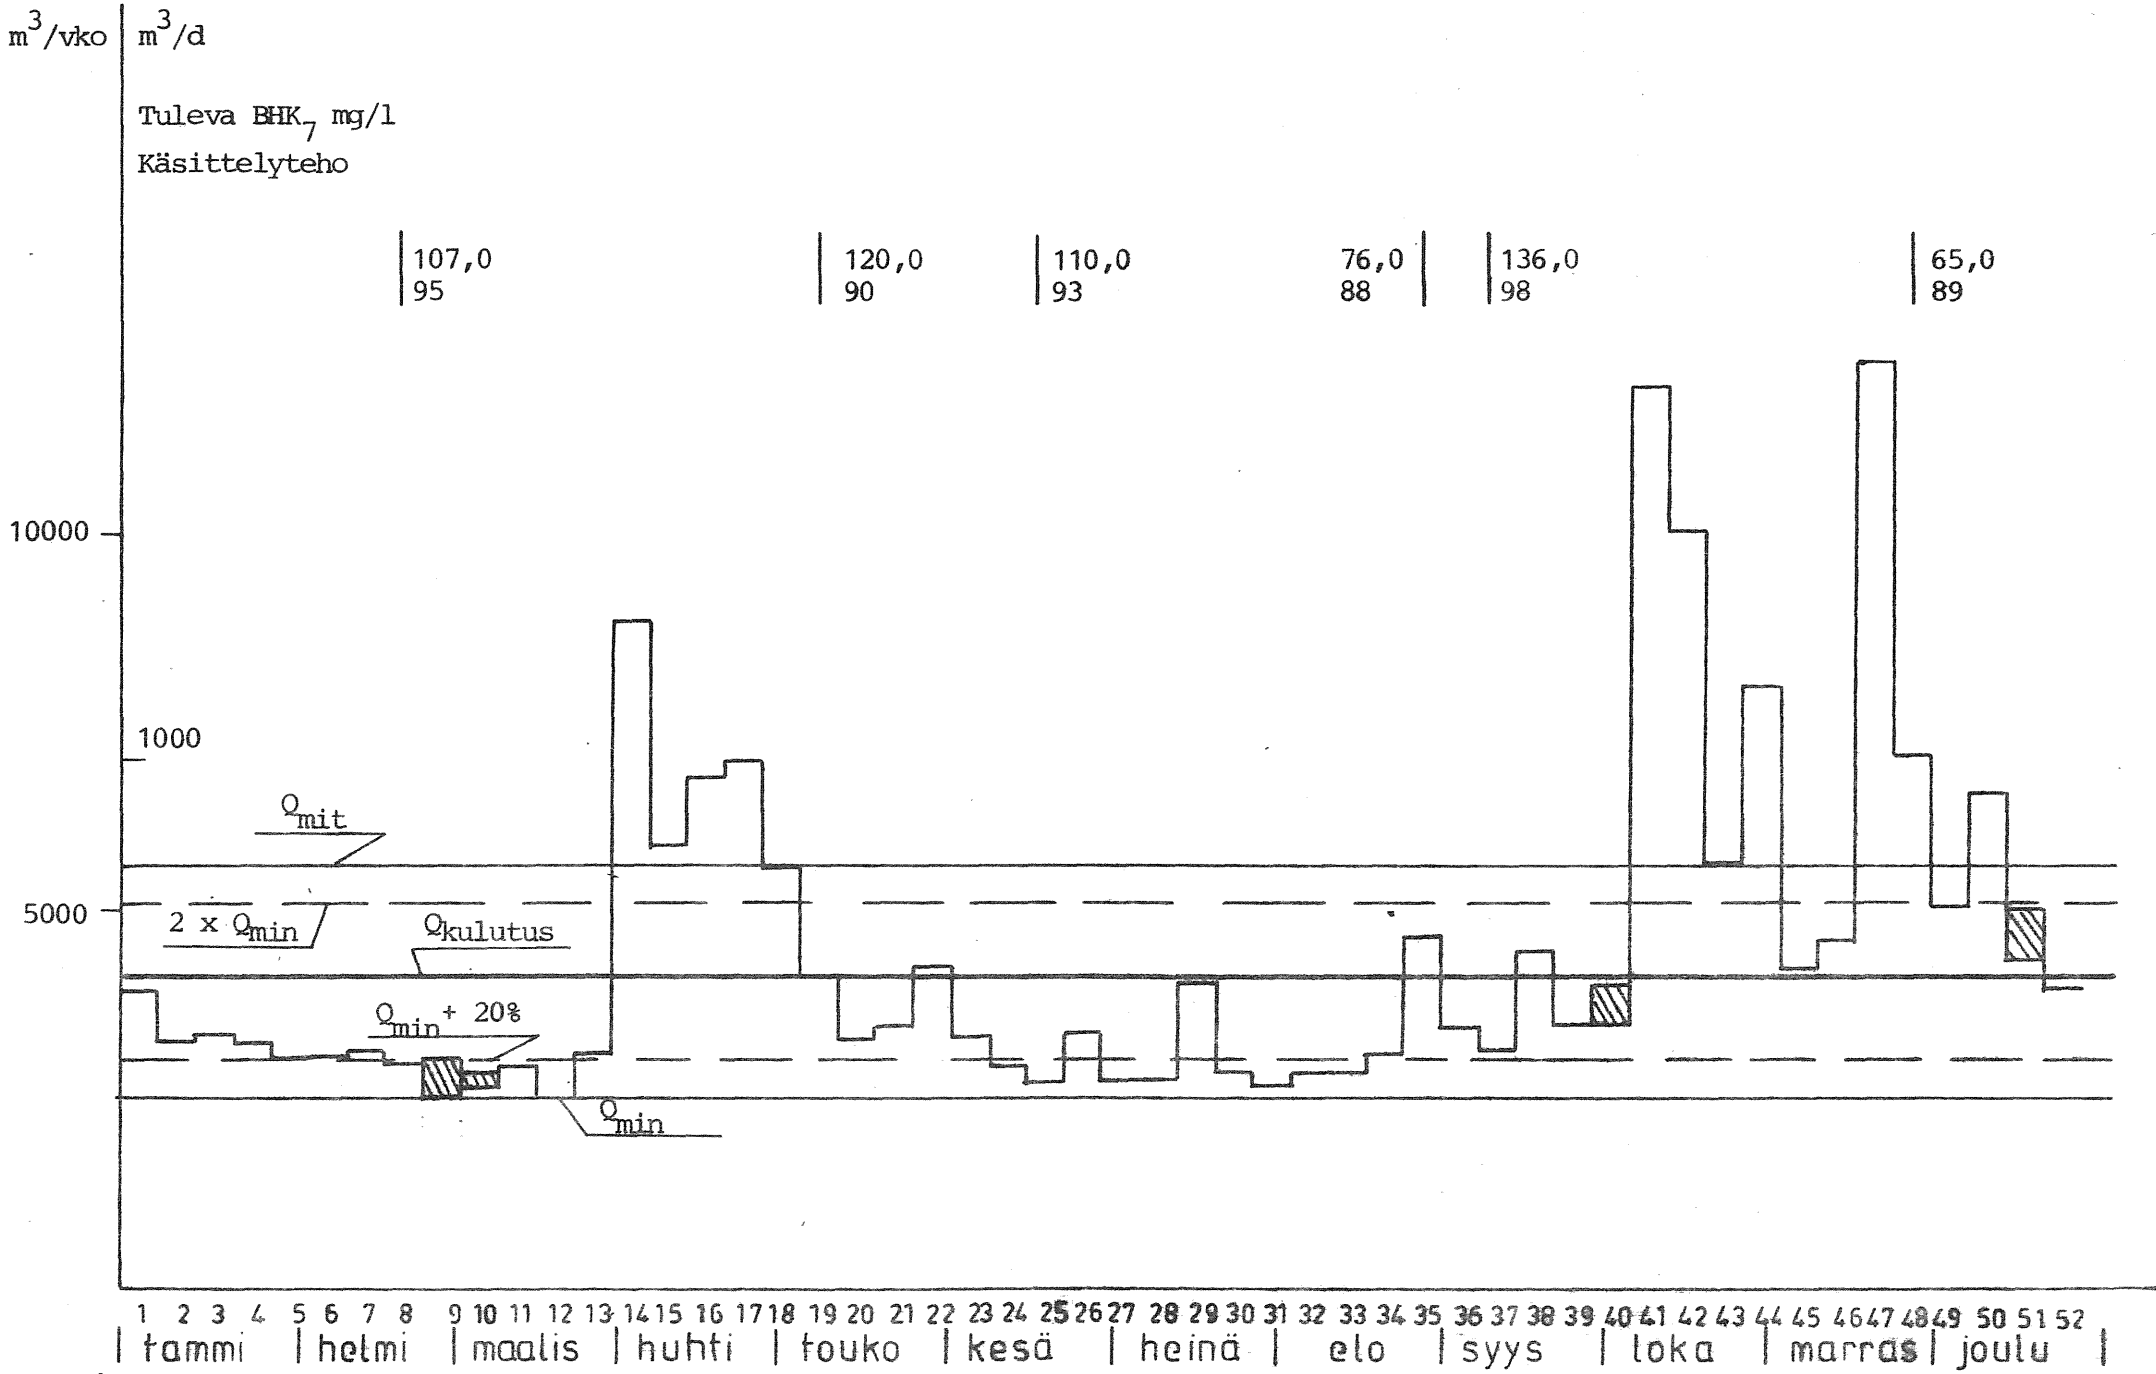 m³/vko m³/d
Tuleva BHK₇ mg/l
Käsittelyteho
107,0 120,0 110,0 76,0 136,0 65,0
95 90 93 88 98 89
10000
1000
Qmit
5000
2 x Qmin
Qkulutus
Qmin + 20%
Qmin
1 2 3 4 5 6 7 8 9 10 11 12 13 14 15 16 17 18 19 20 21 22 23 24 25 26 27 28 29 30 31 32 33 34 35 36 37 38 39 40 41 42 43 44 45 46 47 48 49 50 51 52
tammi helmi maalis huhti touko kesä heinä elo syys loka marras joulu